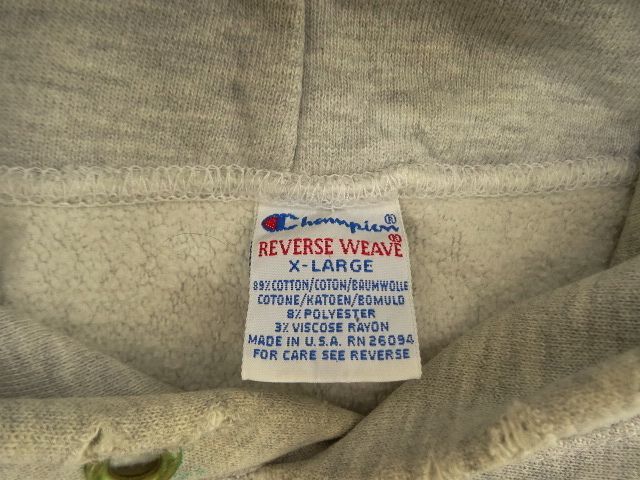 Champion®
REVERSE WEAVE®
X-LARGE
89% COTTON/COTON/BAUMWOLLE
COTONE/KATOEN/BOMULD
8% POLYESTER
3% VISCOSE RAYON
MADE IN U.S.A. RN 26094
FOR CARE SEE REVERSE